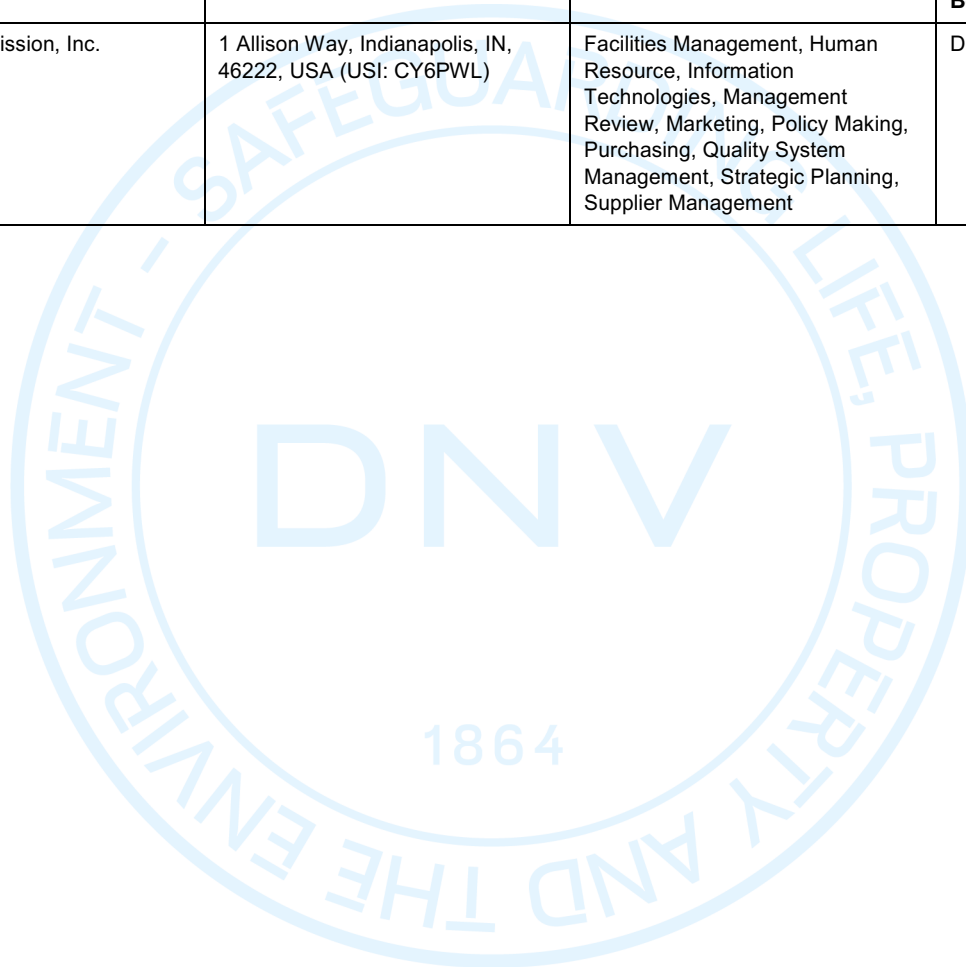 B
ission, Inc.
1 Allison Way, Indianapolis, IN,
46222, USA (USI: CY6PWL)
Facilities Management, Human
Resource, Information
Technologies, Management
Review, Marketing, Policy Making,
Purchasing, Quality System
Management, Strategic Planning,
Supplier Management
D
SAFEGUARDING LIFE, PROPERTY AND THE ENVIRONMENT -
DNV
1864